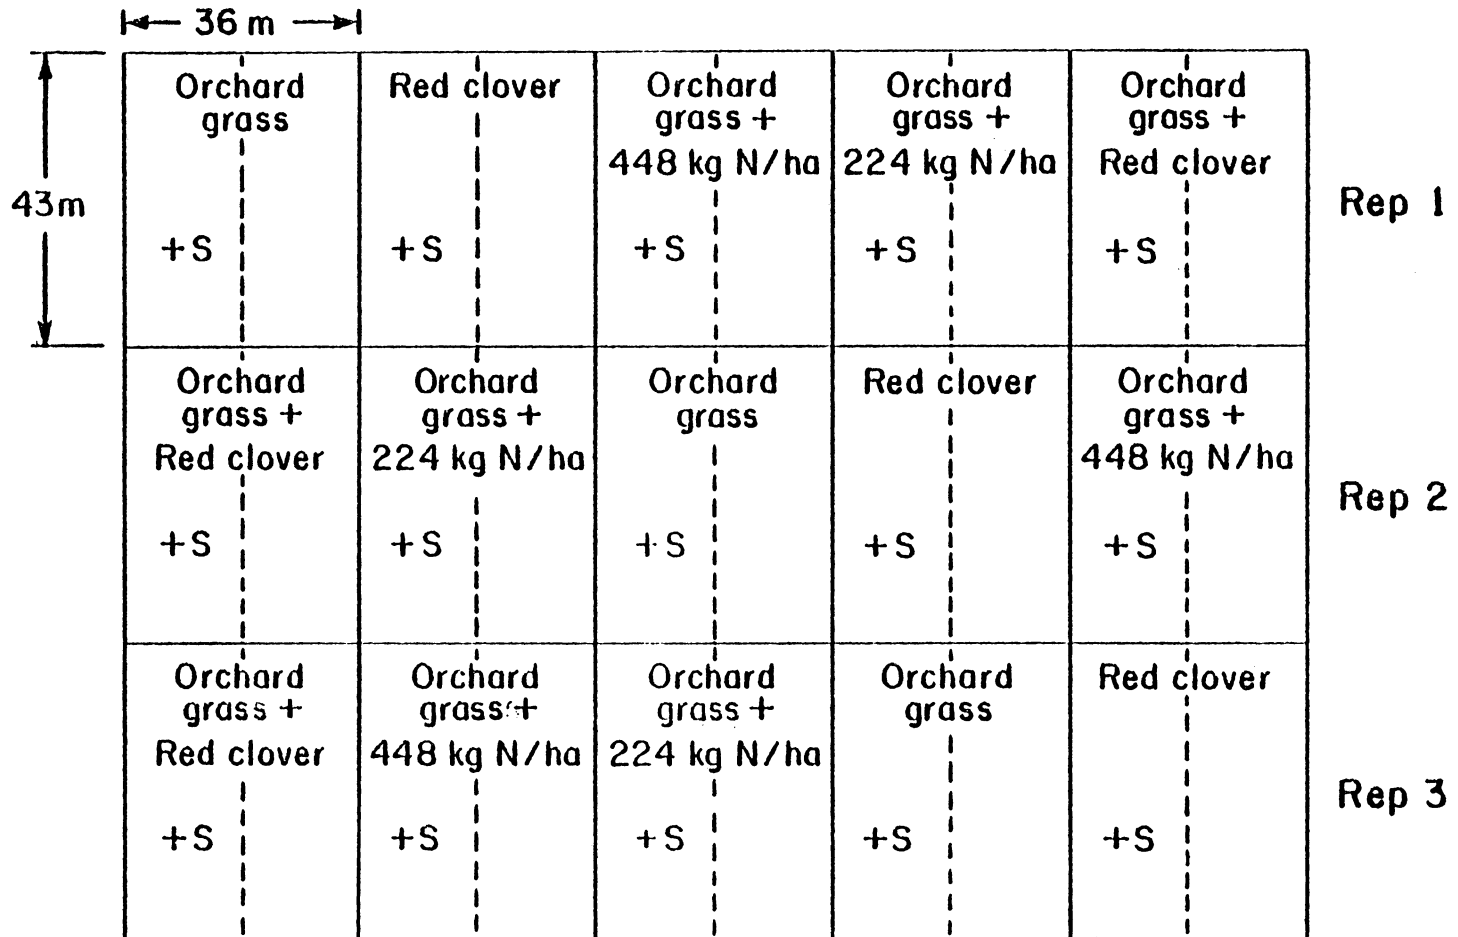 36 m
43m
Orchard
grass
+S
Red clover
+S
Orchard
grass +
448 kg N/ha
+S
Orchard
grass +
224 kg N/ha
+S
Orchard
grass +
Red clover
+S
Rep 1
Orchard
grass +
Red clover
+S
Orchard
grass +
224 kg N/ha
+S
Orchard
grass
+S
Red clover
+S
Orchard
grass +
448 kg N/ha
+S
Rep 2
Orchard
grass +
Red clover
+S
Orchard
grass +
448 kg N/ha
+S
Orchard
grass +
224 kg N/ha
+S
Orchard
grass
+S
Red clover
+S
Rep 3